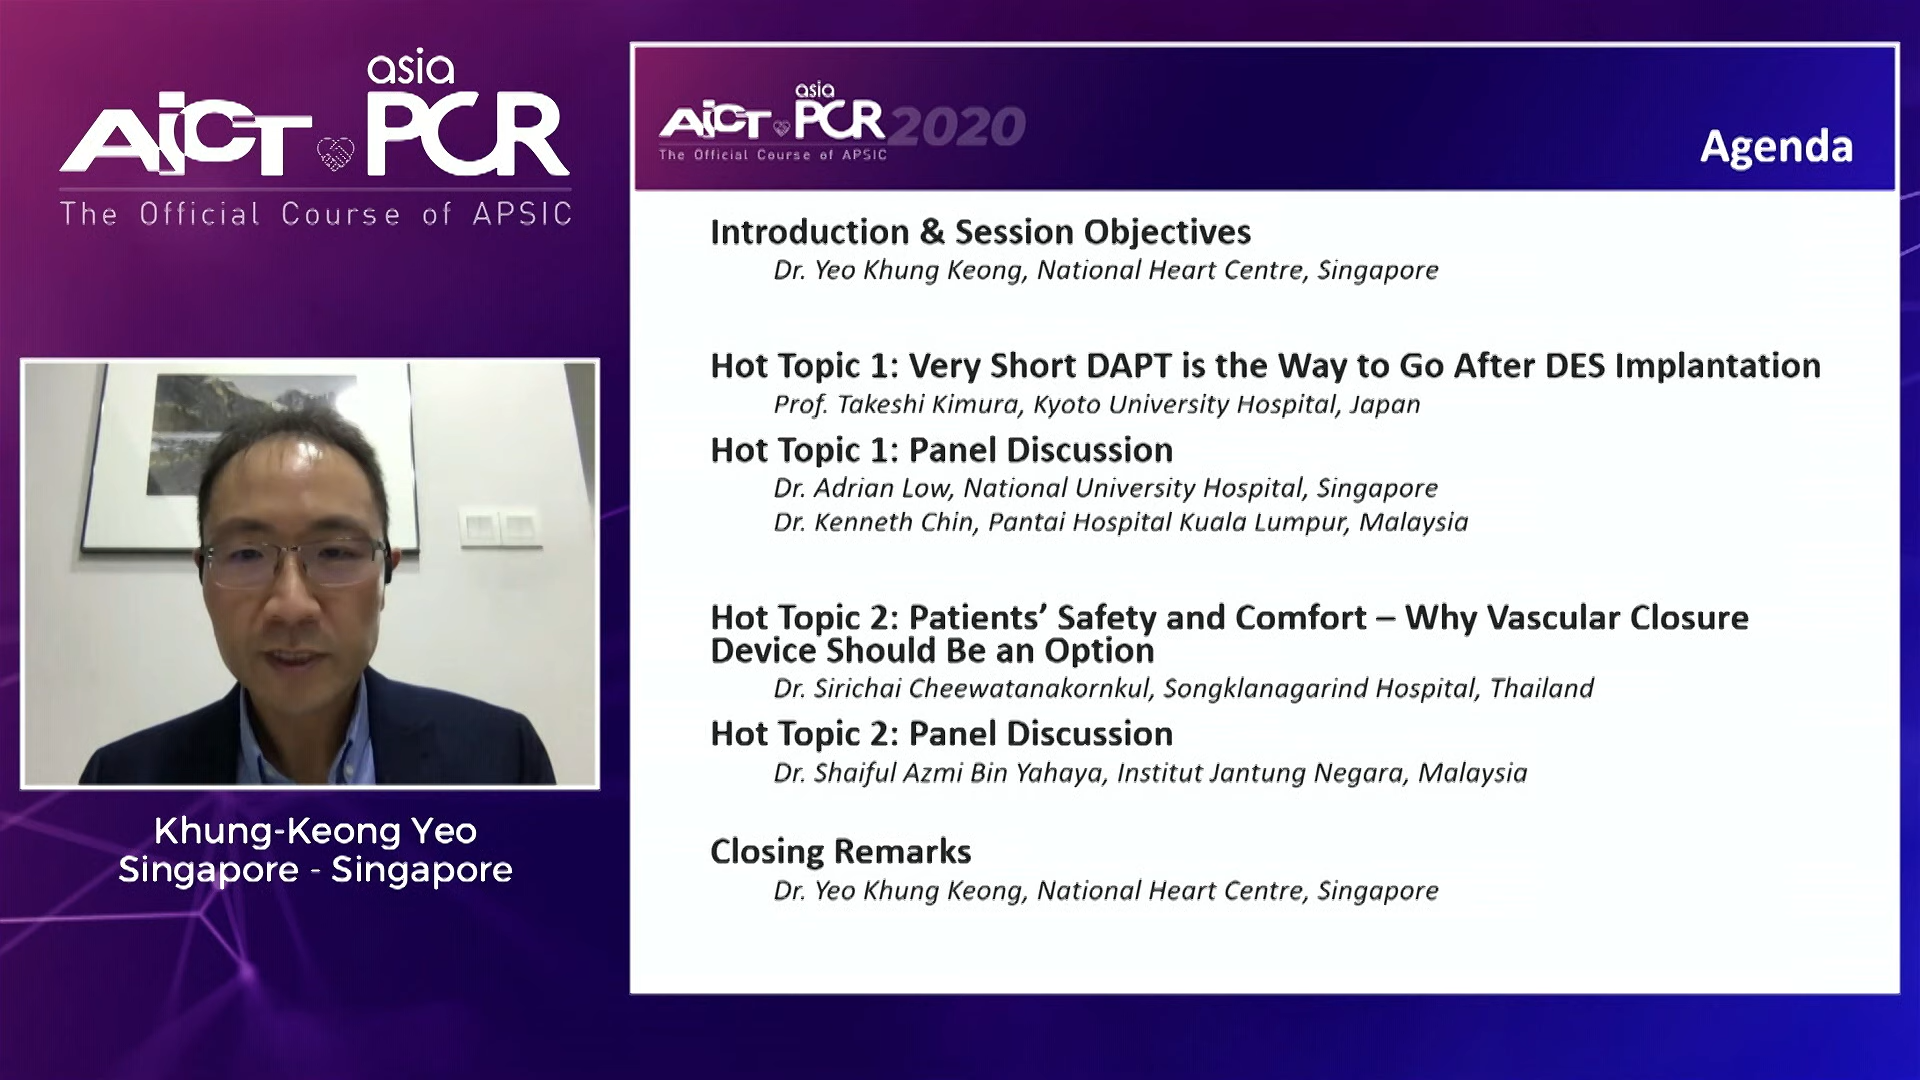 asia
AICT PCR
The Official Course of APSIC
Khung-Keong Yeo
Singapore - Singapore
asia
AICT PCR 2020
The Official Course of APSIC
Agenda
Introduction & Session Objectives
Dr. Yeo Khung Keong, National Heart Centre, Singapore
Hot Topic 1: Very Short DAPT is the Way to Go After DES Implantation
Prof. Takeshi Kimura, Kyoto University Hospital, Japan
Hot Topic 1: Panel Discussion
Dr. Adrian Low, National University Hospital, Singapore
Dr. Kenneth Chin, Pantai Hospital Kuala Lumpur, Malaysia
Hot Topic 2: Patients’ Safety and Comfort – Why Vascular Closure
Device Should Be an Option
Dr. Sirichai Cheewatanakornkul, Songklanagarind Hospital, Thailand
Hot Topic 2: Panel Discussion
Dr. Shaiful Azmi Bin Yahaya, Institut Jantung Negara, Malaysia
Closing Remarks
Dr. Yeo Khung Keong, National Heart Centre, Singapore